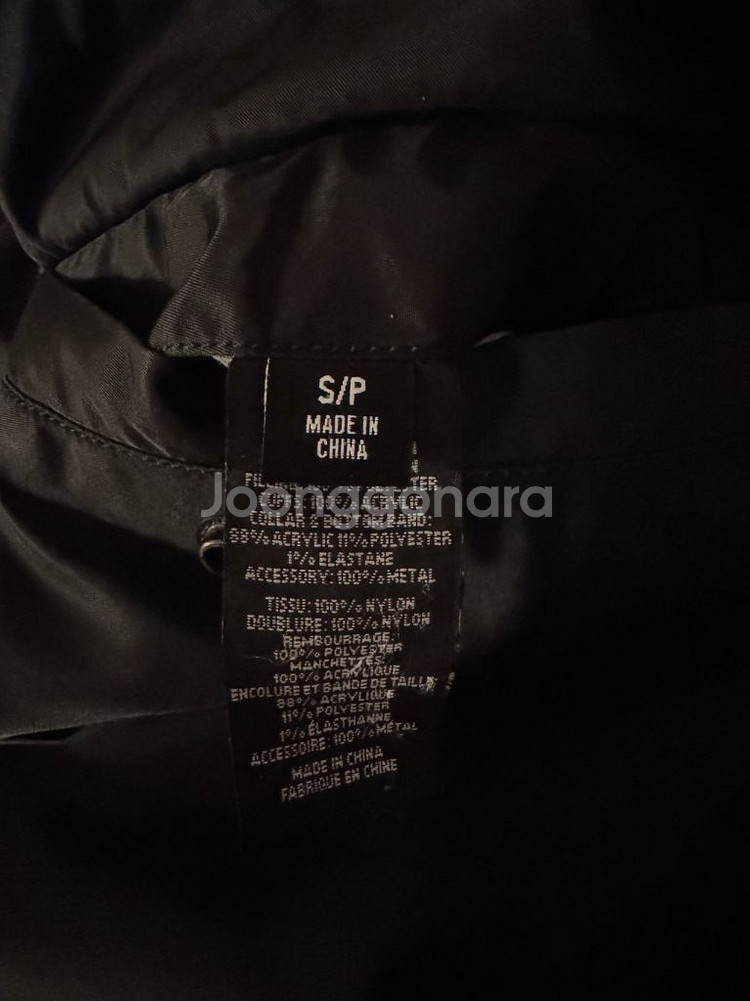 S/P
MADE IN
CHINA
Joonggonara
COLLAR & BOTTOM BAND:
88% ACRYLIC 11% POLYESTER
1% ELASTANE
ACCESSORY: 100% METAL
TISSU: 100% NYLON
DOUBLURE: 100% NYLON
REMBOURRAGE:
100% POLYESTER
MANCHETTES:
100% ACRYLIQUE
ENCOLURE ET BANDE DE TAILLE:
88% ACRYLIQUE
11% POLYESTER
1% ÉLASTHANNE
ACCESSOIRE: 100% MÉTAL
MADE IN CHINA
FABRIQUE EN CHINE